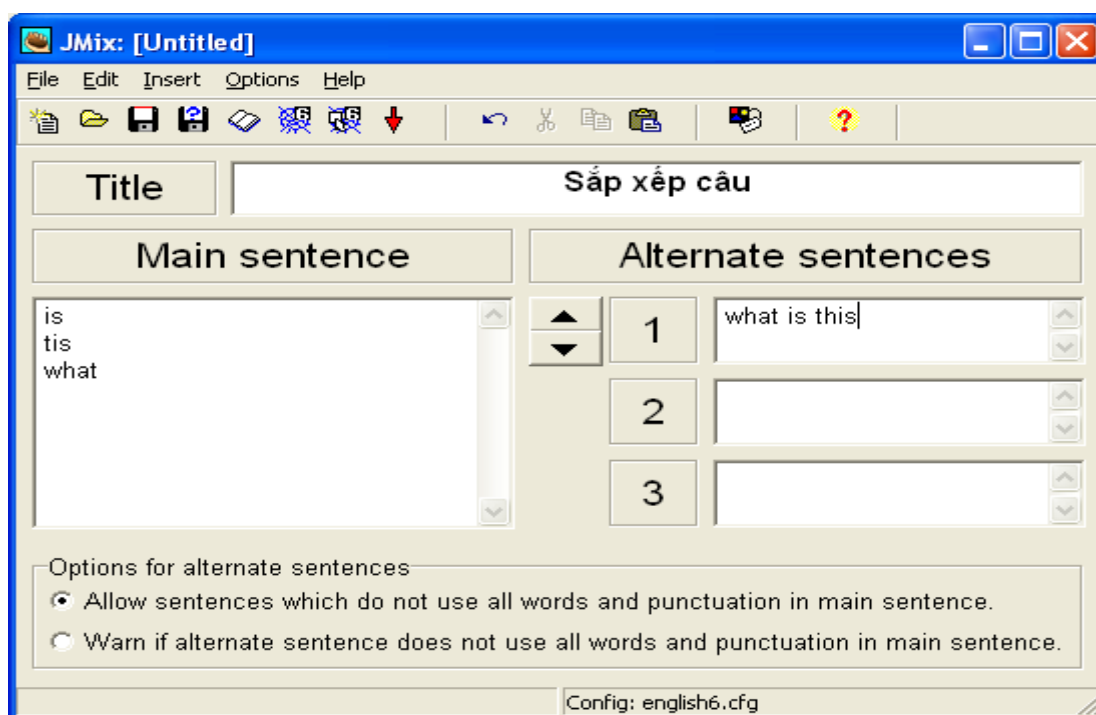 JMix: [Untitled]
File Edit Insert Options Help
Title
Sắp xếp câu
Main sentence
Alternate sentences
is
tis
what
1
what is this
2
3
Options for alternate sentences
Allow sentences which do not use all words and punctuation in main sentence.
Warn if alternate sentence does not use all words and punctuation in main sentence.
Config: english6.cfg